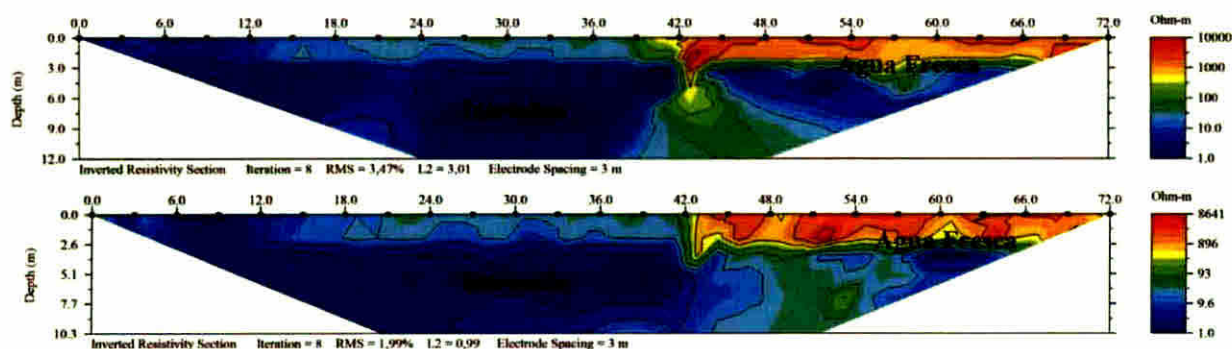 0.0 6.0 12.0 18.0 24.0 30.0 36.0 42.0 48.0 54.0 60.0 66.0 72.0
Ohm-m
0.0
3.0
6.0
9.0
12.0
Depth (m)
Agua Fresca
10000
1000
100
10.0
1.0
Inverted Resistivity Section Iteration = 8 RMS = 3,47% L2 = 3,01 Electrode Spacing = 3 m
0.0 6.0 12.0 18.0 24.0 30.0 36.0 42.0 48.0 54.0 60.0 66.0 72.0
Ohm-m
0.0
2.6
5.1
7.7
10.3
Depth (m)
Agua Fresca
8641
896
93
9.6
1.0
Inverted Resistivity Section Iteration = 8 RMS = 1,99% L2 = 0,99 Electrode Spacing = 3 m